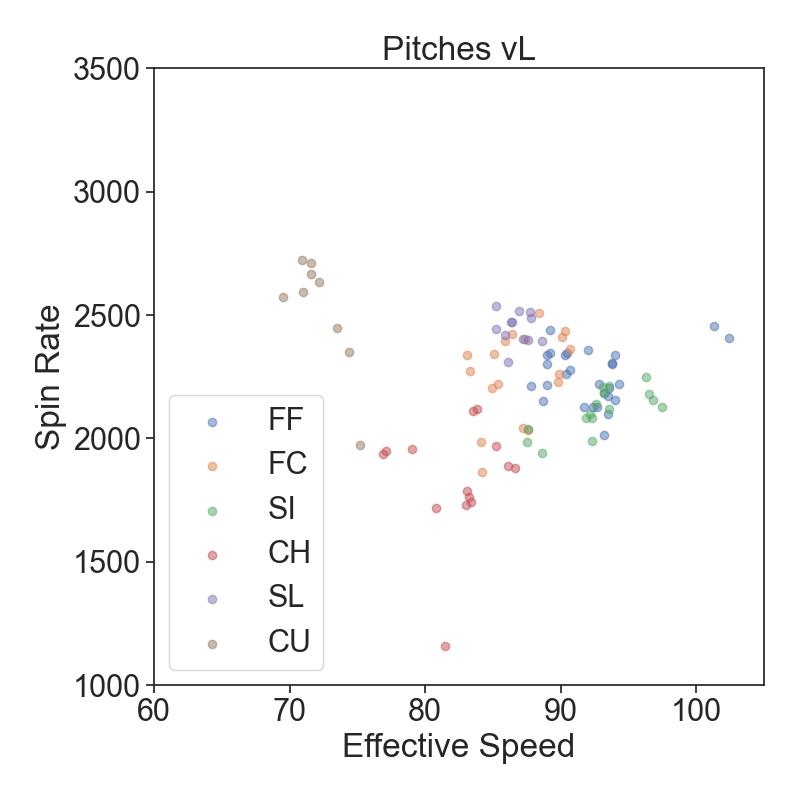 Pitches vL
3500
3000
2500
2000
1500
1000
Spin Rate
FF
FC
SI
CH
SL
CU
60 70 80 90 100
Effective Speed